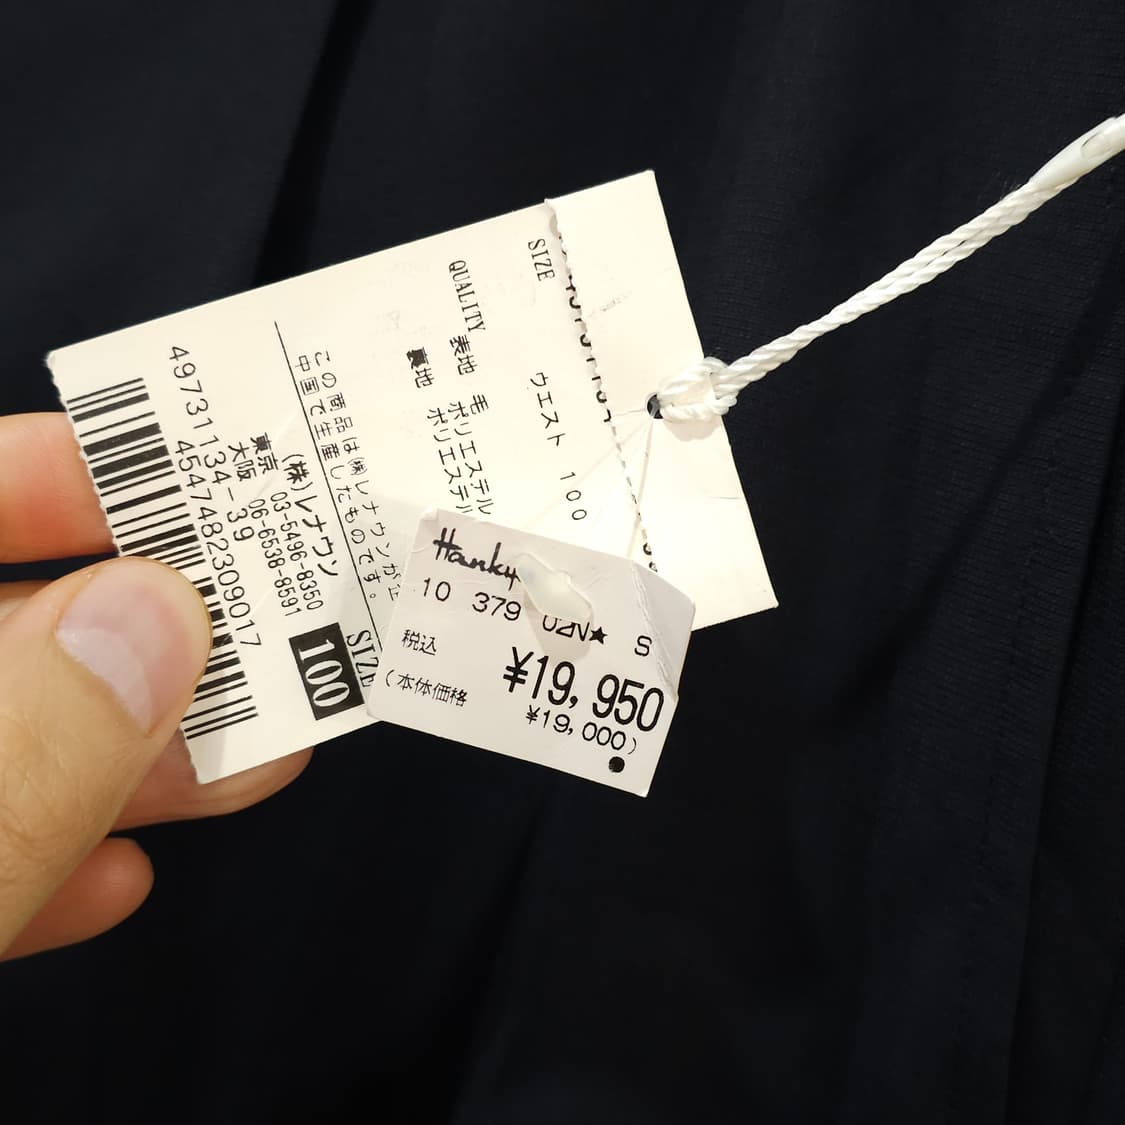 SIZE
ウエスト 100
QUALITY 表地 毛
ポリエステル
裏地 ポリエステル
この商品は(株)レナウンが
中国で生産したものです。
(株)レナウン
東京 03-5496-8350
大阪 06-6538-8591
SIZE
100
49731134-39
4547482309017
10 379 02N★ S
税込 ¥19,950
(本体価格 ¥19,000)